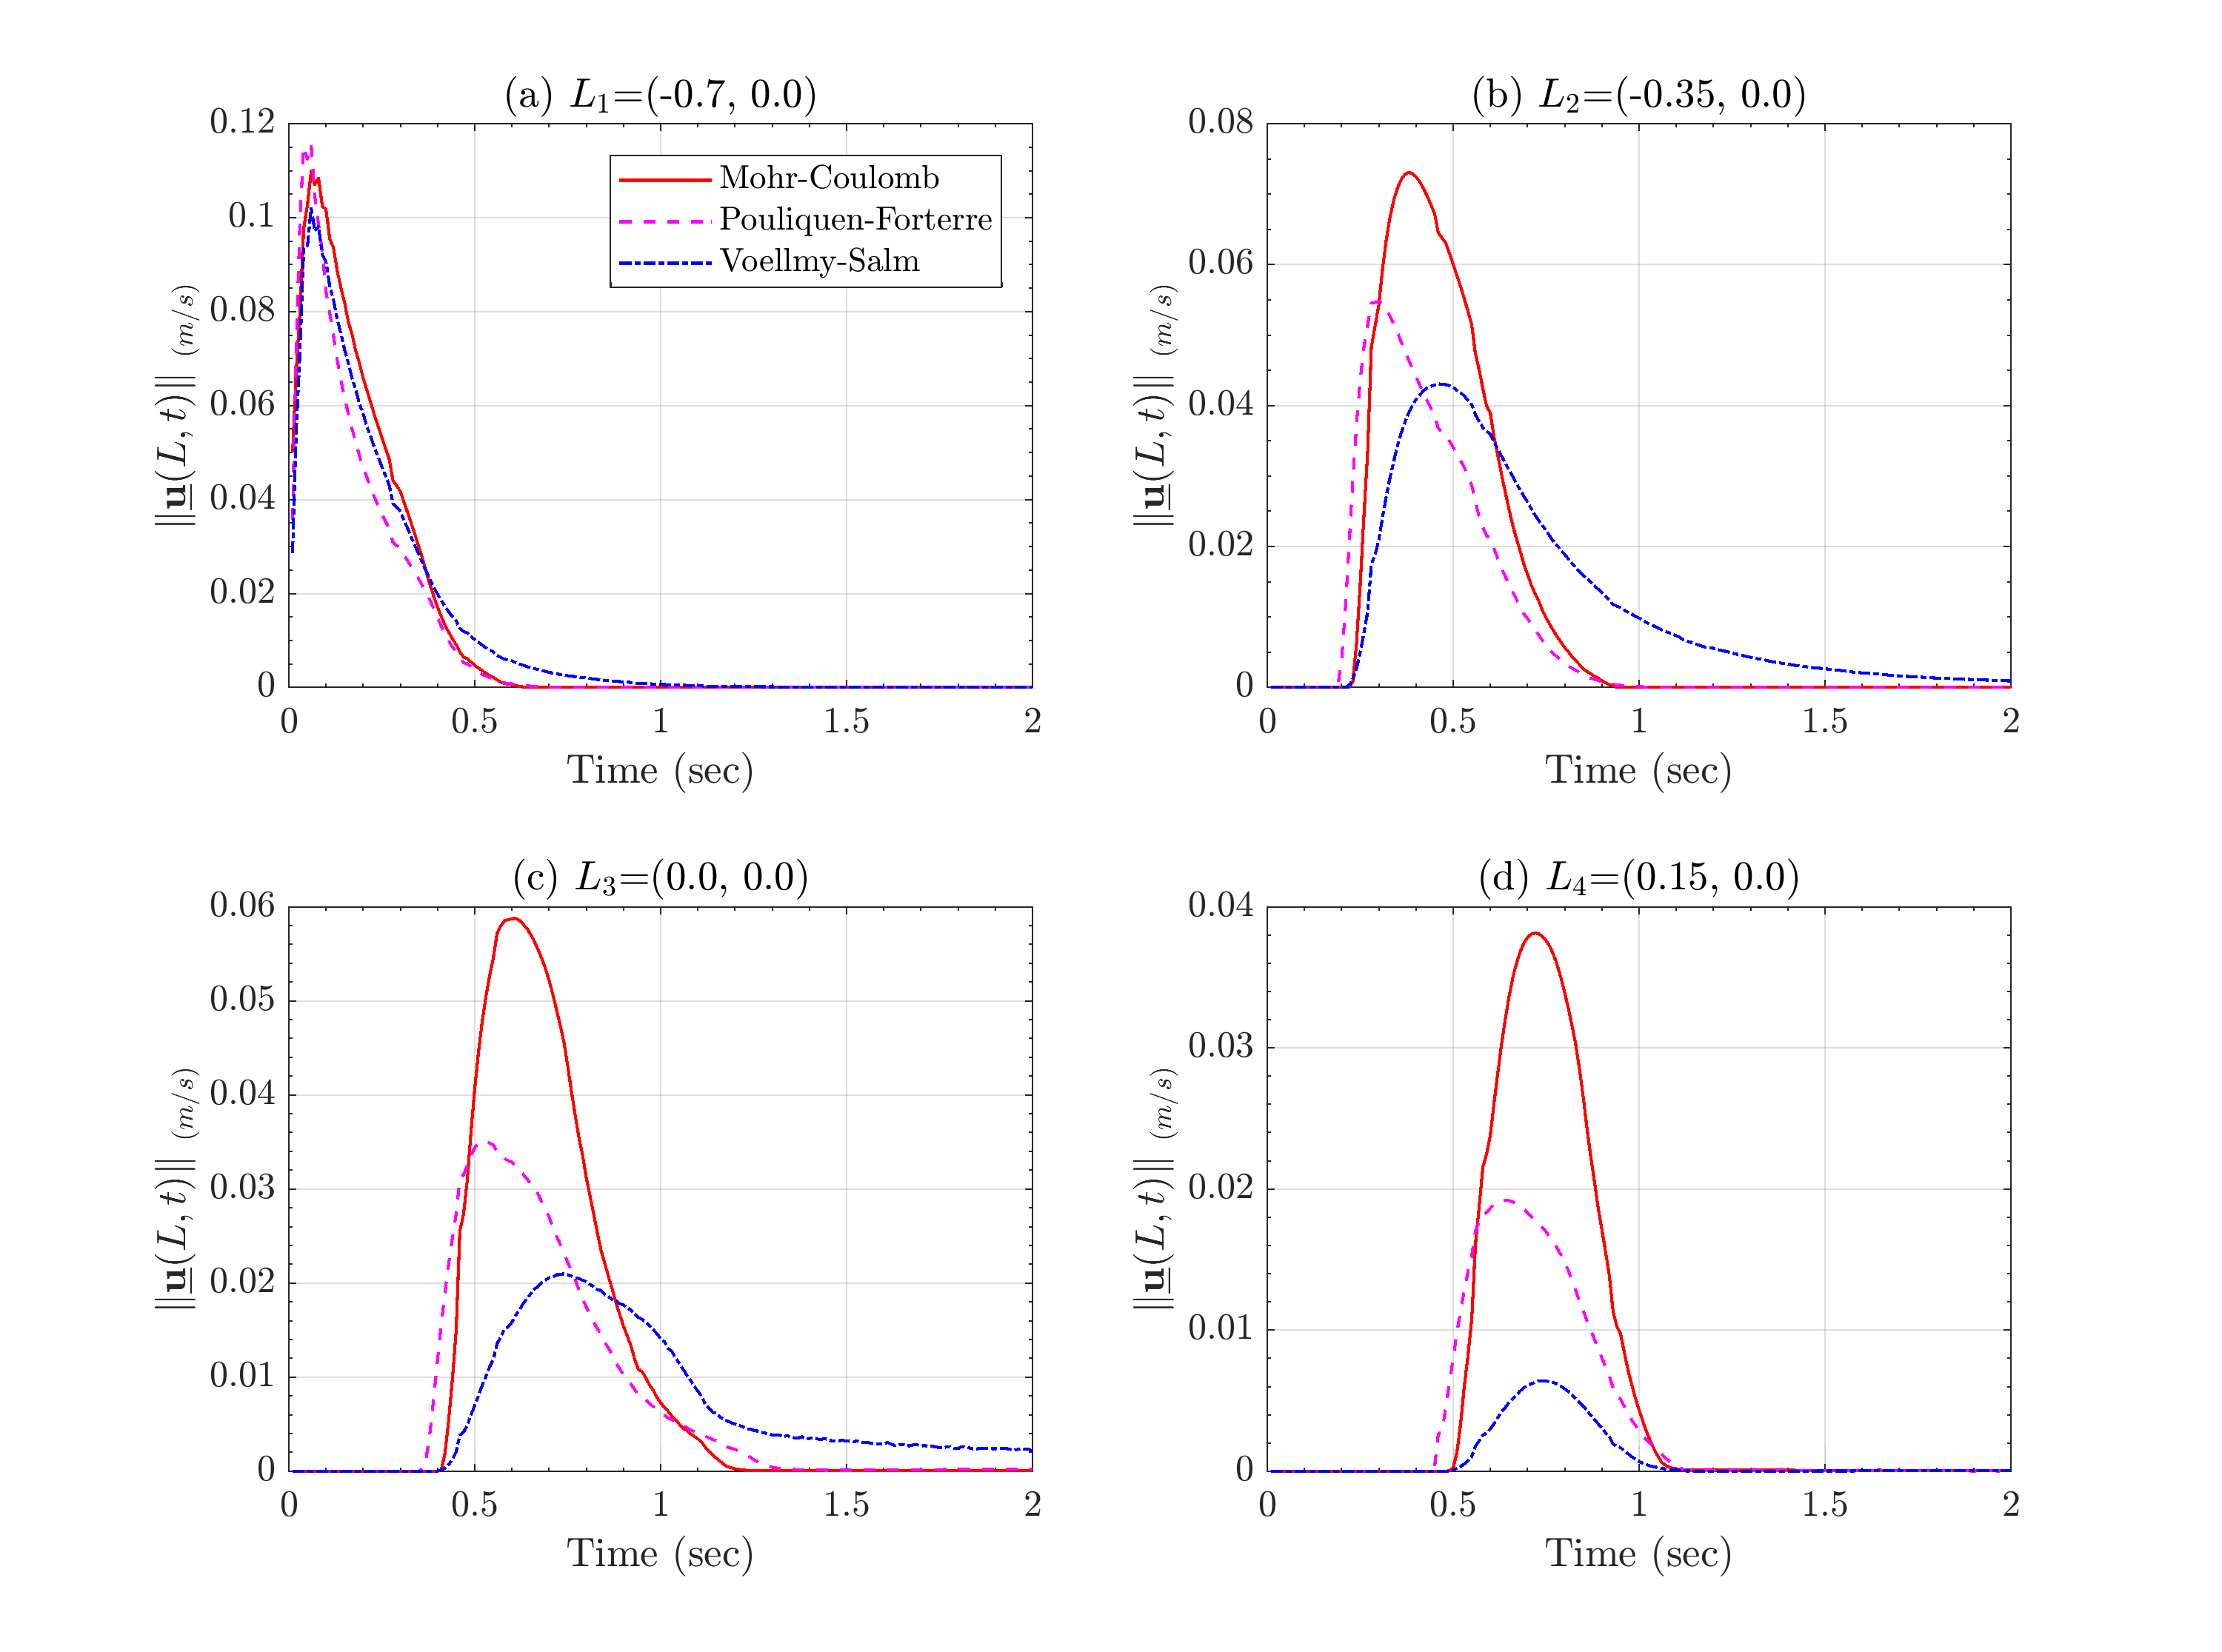 (a) L₁=(-0.7, 0.0)
0.12
0.1
0.08
0.06
0.04
0.02
0
||u(L, t)|| (m/s)
Mohr-Coulomb
Pouliquen-Forterre
Voellmy-Salm
0 0.5 1 1.5 2
Time (sec)
(b) L₂=(-0.35, 0.0)
0.08
0.06
0.04
0.02
0
||u(L, t)|| (m/s)
0 0.5 1 1.5 2
Time (sec)
(c) L₃=(0.0, 0.0)
0.06
0.05
0.04
0.03
0.02
0.01
0
||u(L, t)|| (m/s)
0 0.5 1 1.5 2
Time (sec)
(d) L₄=(0.15, 0.0)
0.04
0.03
0.02
0.01
0
||u(L, t)|| (m/s)
0 0.5 1 1.5 2
Time (sec)